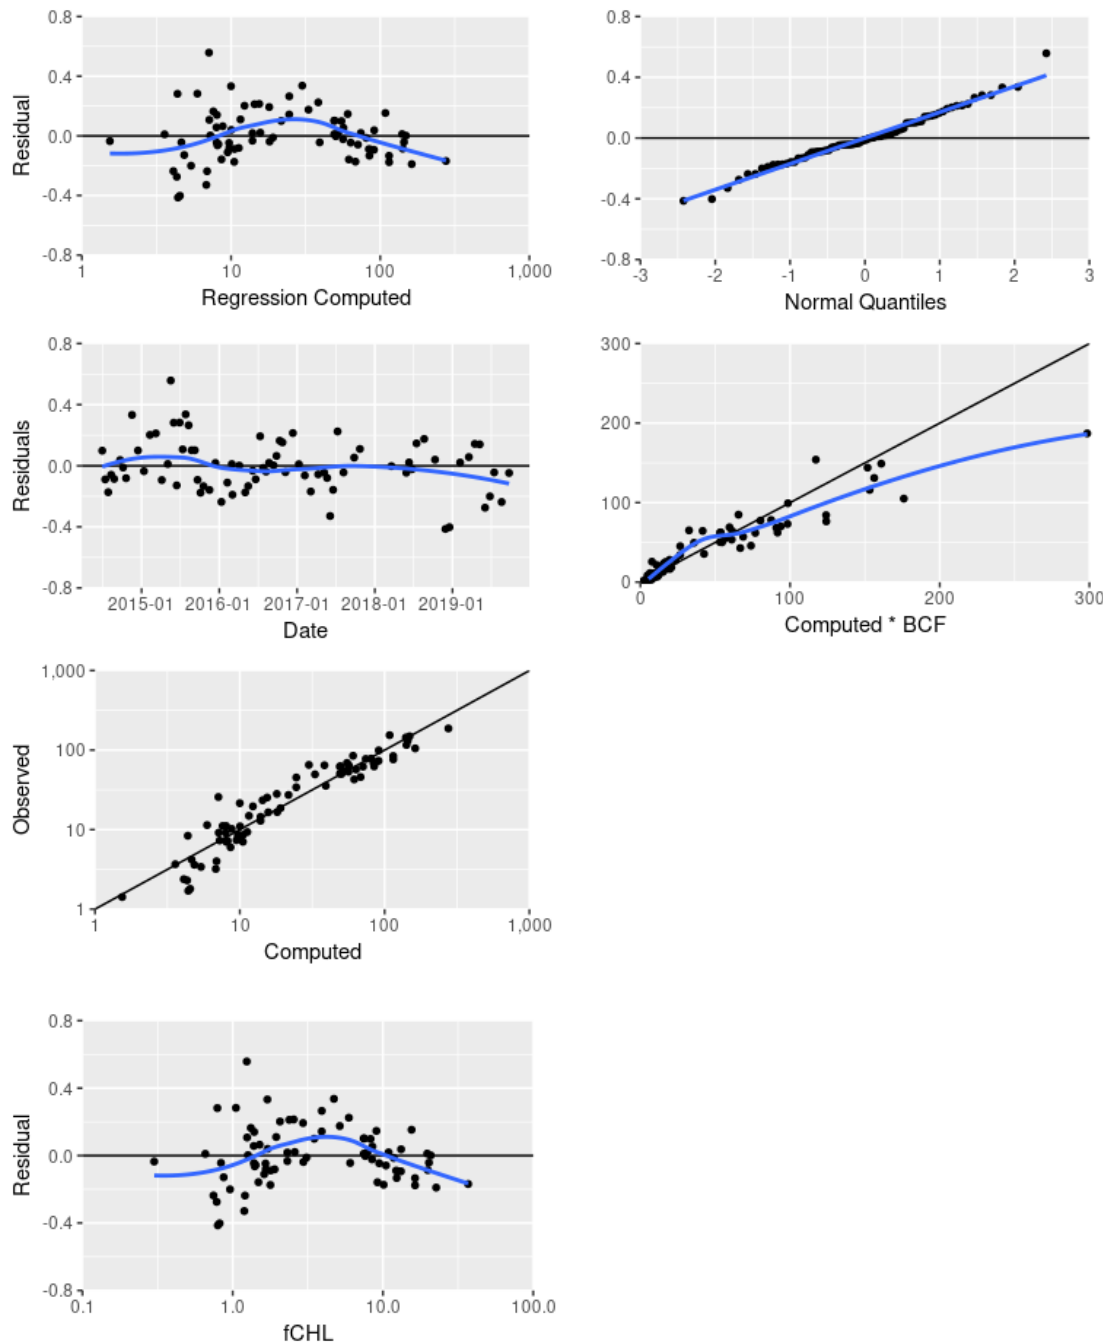 0.8
0.4
0.0
-0.4
-0.8
Residual
1 10 100 1,000
Regression Computed
0.8
0.4
0.0
-0.4
-0.8
-3 -2 -1 0 1 2 3
Normal Quantiles
0.8
0.4
0.0
-0.4
-0.8
Residuals
2015-01 2016-01 2017-01 2018-01 2019-01
Date
300
200
100
0
0 100 200 300
Computed * BCF
1,000
100
10
1
Observed
1 10 100 1,000
Computed
0.8
0.4
0.0
-0.4
-0.8
Residual
0.1 1.0 10.0 100.0
fCHL